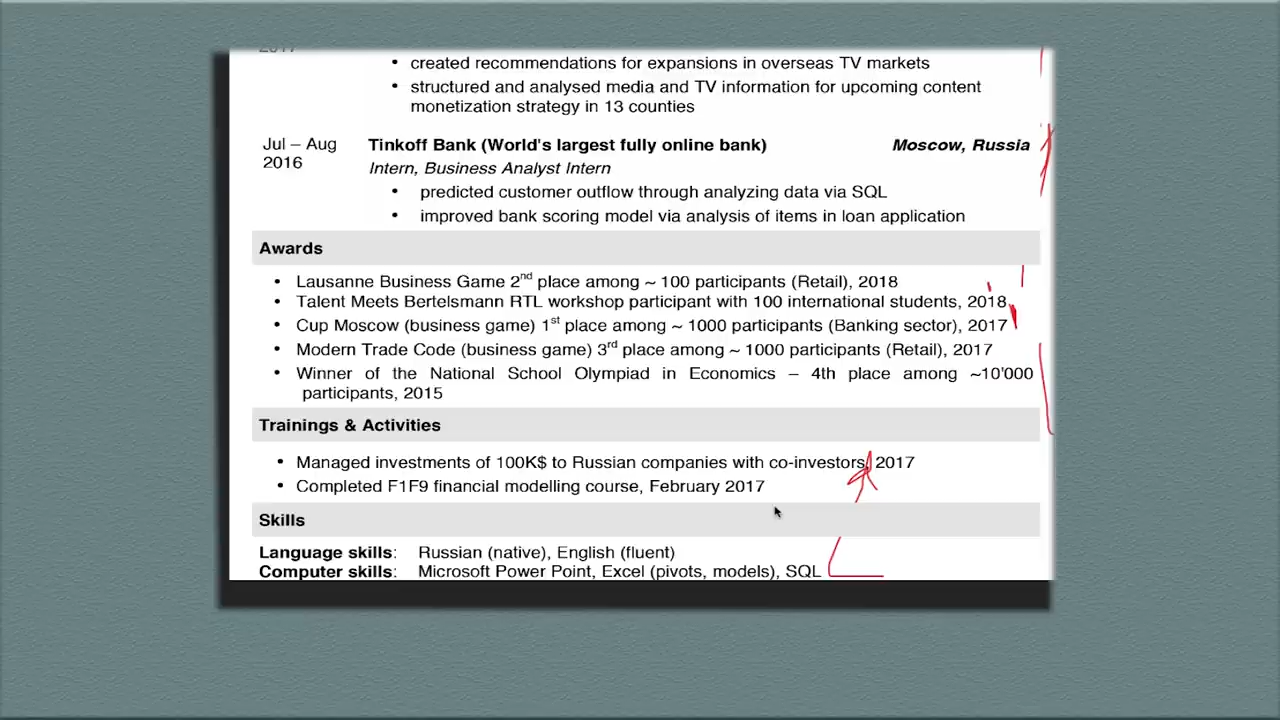 2017
• created recommendations for expansions in overseas TV markets
• structured and analysed media and TV information for upcoming content
monetization strategy in 13 counties
Jul – Aug 2016 Tinkoff Bank (World's largest fully online bank) Moscow, Russia
Intern, Business Analyst Intern
• predicted customer outflow through analyzing data via SQL
• improved bank scoring model via analysis of items in loan application
Awards
• Lausanne Business Game 2nd place among ~ 100 participants (Retail), 2018
• Talent Meets Bertelsmann RTL workshop participant with 100 international students, 2018
• Cup Moscow (business game) 1st place among ~ 1000 participants (Banking sector), 2017
• Modern Trade Code (business game) 3rd place among ~ 1000 participants (Retail), 2017
• Winner of the National School Olympiad in Economics – 4th place among ~10'000
participants, 2015
Trainings & Activities
• Managed investments of 100K$ to Russian companies with co-investors, 2017
• Completed F1F9 financial modelling course, February 2017
Skills
Language skills: Russian (native), English (fluent)
Computer skills: Microsoft Power Point, Excel (pivots, models), SQL